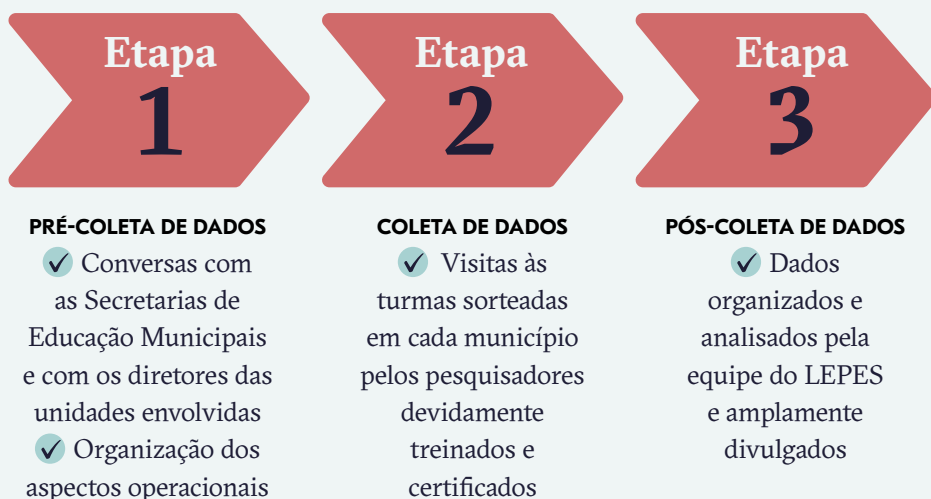 Etapa
1
PRÉ-COLETA DE DADOS
Conversas com
as Secretarias de
Educação Municipais
e com os diretores das
unidades envolvidas
Organização dos
aspectos operacionais
Etapa
2
COLETA DE DADOS
Visitas às
turmas sorteadas
em cada município
pelos pesquisadores
devidamente
treinados e
certificados
Etapa
3
PÓS-COLETA DE DADOS
Dados
organizados e
analisados pela
equipe do LEPES
e amplamente
divulgados